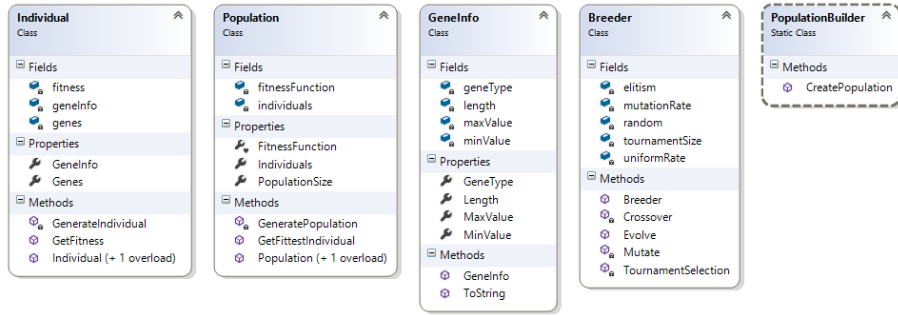 Individual
Class
Fields
fitness
geneInfo
genes
Properties
GeneInfo
Genes
Methods
GenerateIndividual
GetFitness
Individual (+ 1 overload)
Population
Class
Fields
fitnessFunction
individuals
Properties
FitnessFunction
Individuals
PopulationSize
Methods
GeneratePopulation
GetFittestIndividual
Population (+ 1 overload)
GeneInfo
Class
Fields
geneType
length
maxValue
minValue
Properties
GeneType
Length
MaxValue
MinValue
Methods
GeneInfo
ToString
Breeder
Class
Fields
elitism
mutationRate
random
tournamentSize
uniformRate
Methods
Breeder
Crossover
Evolve
Mutate
TournamentSelection
PopulationBuilder
Static Class
Methods
CreatePopulation